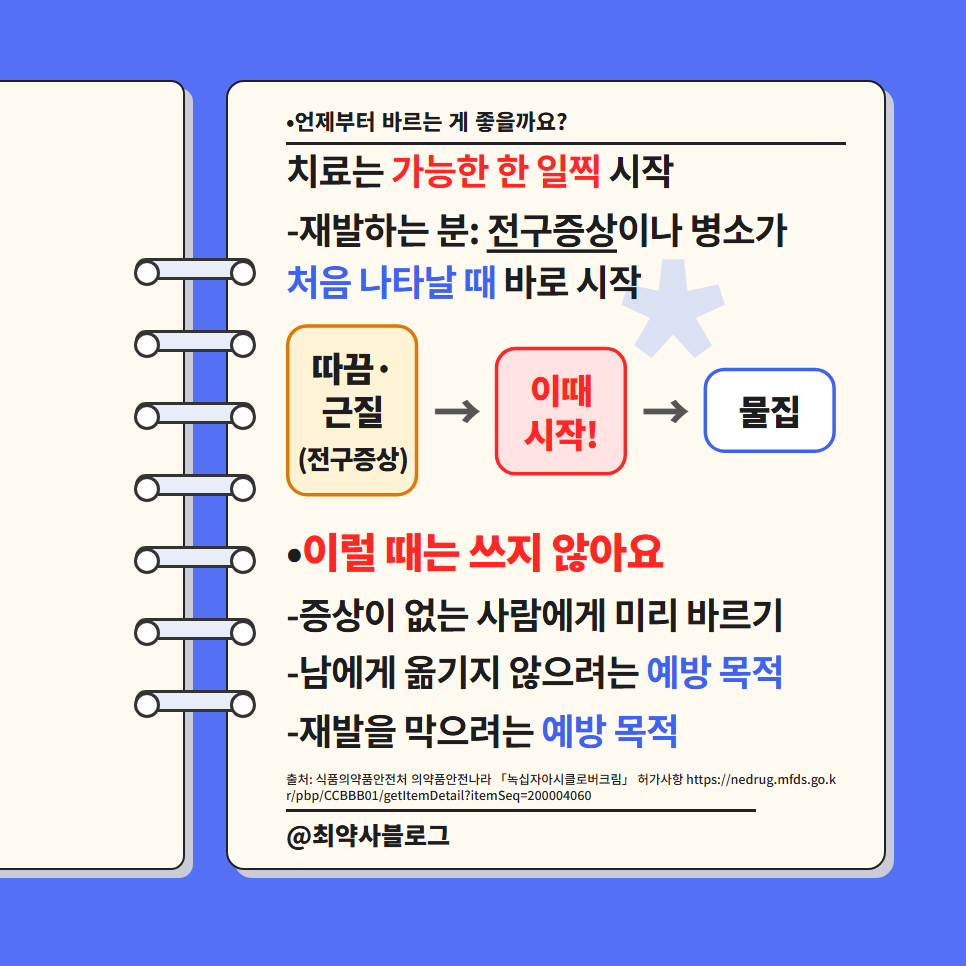 •언제부터 바르는 게 좋을까요?
치료는 가능한 한 일찍 시작
-재발하는 분: 전구증상이나 병소가
처음 나타날 때 바로 시작
따끔·
근질
(전구증상)
→
이때
시작!
→
물집
•이럴 때는 쓰지 않아요
-증상이 없는 사람에게 미리 바르기
-남에게 옮기지 않으려는 예방 목적
-재발을 막으려는 예방 목적
출처: 식품의약품안전처 의약품안전나라 「녹십자아시클로버크림」 허가사항 https://nedrug.mfds.go.k
r/pbp/CCBBB01/getItemDetail?itemSeq=200004060
@최약사블로그